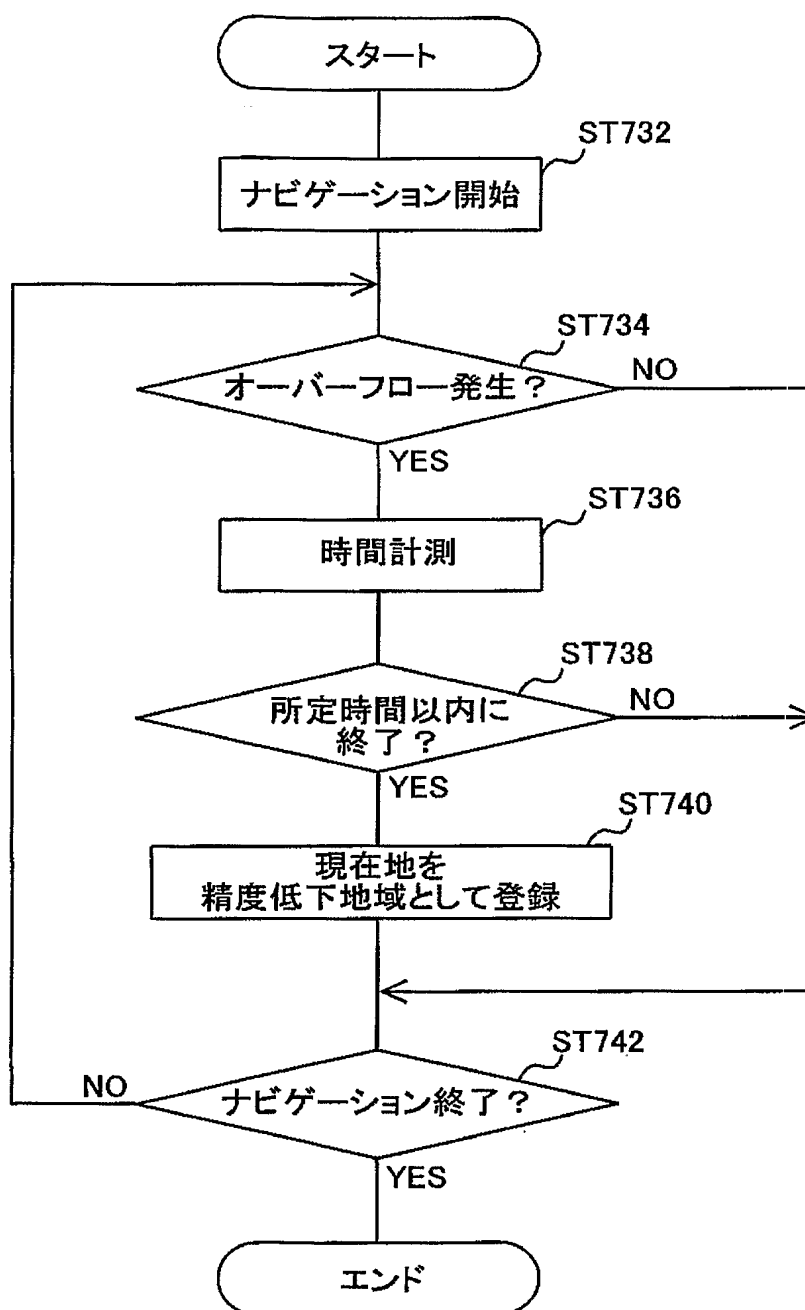 スタート
ST732
ナビゲーション開始
ST734
オーバーフロー発生？
NO
YES
ST736
時間計測
ST738
所定時間以内に
終了？
NO
YES
ST740
現在地を
精度低下地域として登録
ST742
ナビゲーション終了？
NO
YES
エンド